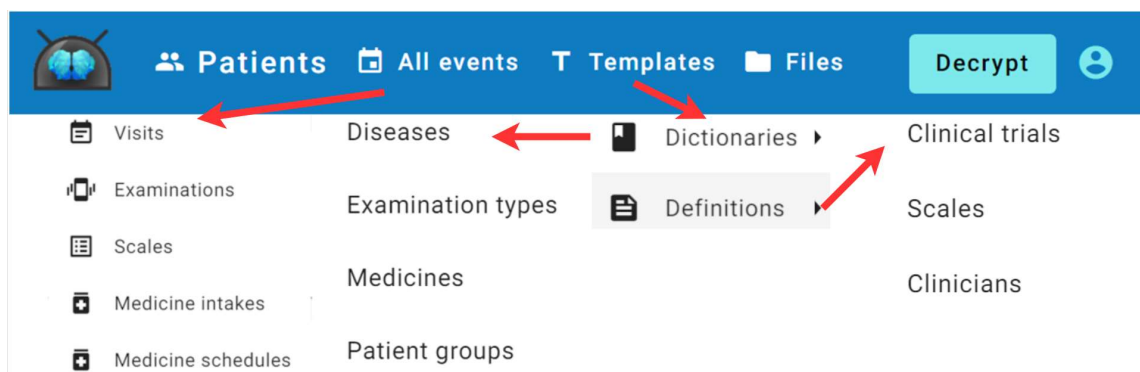 Patients All events Templates Files Decrypt
Visits
Examinations
Scales
Medicine intakes
Medicine schedules
Diseases
Examination types
Medicines
Patient groups
Dictionaries
Definitions
Clinical trials
Scales
Clinicians